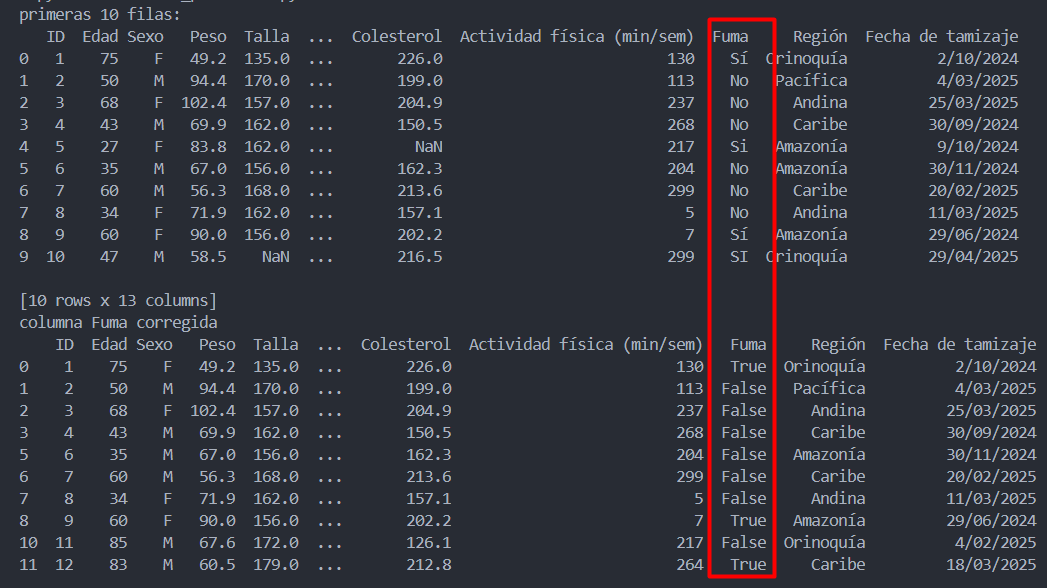 primeras 10 filas:
ID Edad Sexo Peso Talla ... Colesterol Actividad física (min/sem) Fuma Región Fecha de tamizaje
0 1 75 F 49.2 135.0 ... 226.0 130 Sí Orinoquía 2/10/2024
1 2 50 M 94.4 170.0 ... 199.0 113 No Pacífica 4/03/2025
2 3 68 F 102.4 157.0 ... 204.9 237 No Andina 25/03/2025
3 4 43 M 69.9 162.0 ... 150.5 268 No Caribe 30/09/2024
4 5 27 F 83.8 162.0 ... NaN 217 Si Amazonía 9/10/2024
5 6 35 M 67.0 156.0 ... 162.3 204 No Amazonía 30/11/2024
6 7 60 M 56.3 168.0 ... 213.6 299 No Caribe 20/02/2025
7 8 34 F 71.9 162.0 ... 157.1 5 No Andina 11/03/2025
8 9 60 F 90.0 156.0 ... 202.2 7 Sí Amazonía 29/06/2024
9 10 47 M 58.5 NaN ... 216.5 299 SI Orinoquía 29/04/2025
[10 rows x 13 columns]
columna Fuma corregida
ID Edad Sexo Peso Talla ... Colesterol Actividad física (min/sem) Fuma Región Fecha de tamizaje
0 1 75 F 49.2 135.0 ... 226.0 130 True Orinoquía 2/10/2024
1 2 50 M 94.4 170.0 ... 199.0 113 False Pacífica 4/03/2025
2 3 68 F 102.4 157.0 ... 204.9 237 False Andina 25/03/2025
3 4 43 M 69.9 162.0 ... 150.5 268 False Caribe 30/09/2024
5 6 35 M 67.0 156.0 ... 162.3 204 False Amazonía 30/11/2024
6 7 60 M 56.3 168.0 ... 213.6 299 False Caribe 20/02/2025
7 8 34 F 71.9 162.0 ... 157.1 5 False Andina 11/03/2025
8 9 60 F 90.0 156.0 ... 202.2 7 True Amazonía 29/06/2024
10 11 85 M 67.6 172.0 ... 126.1 217 False Orinoquía 4/02/2025
11 12 83 M 60.5 179.0 ... 212.8 264 True Caribe 18/03/2025